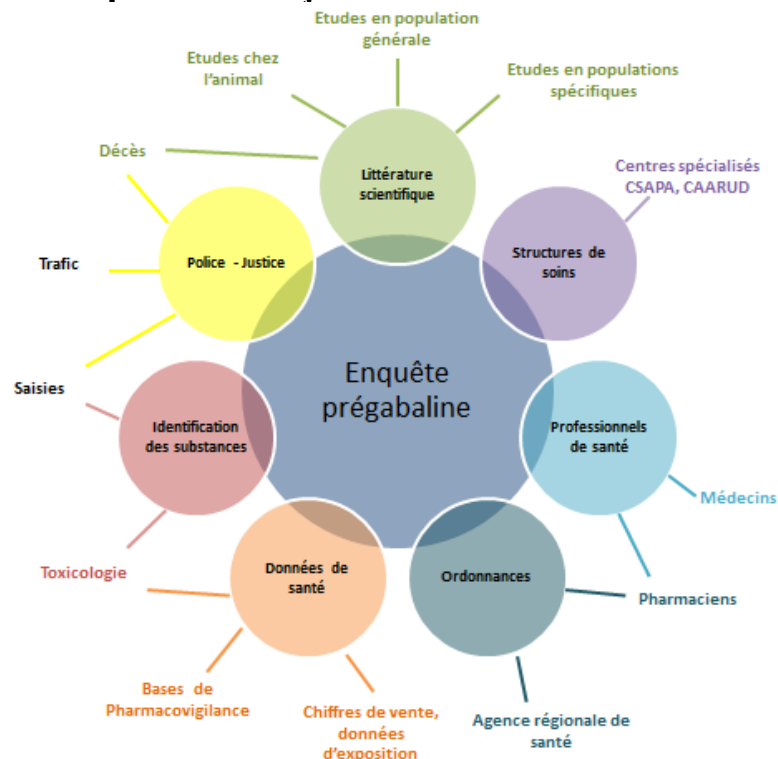 Etudes en population
générale
Etudes chez
l'animal
Etudes en populations
spécifiques
Décès
Littérature
scientifique
Centres spécialisés
CSAPA, CAARUD
Trafic
Police - Justice
Structures de
soins
Enquête
prégabaline
Saisies
Identification
des substances
Professionnels
de santé
Médecins
Toxicologie
Données de
santé
Ordonnances
Pharmaciens
Bases de
Pharmacovigilance
Chiffres de vente,
données
d'exposition
Agence régionale de
santé